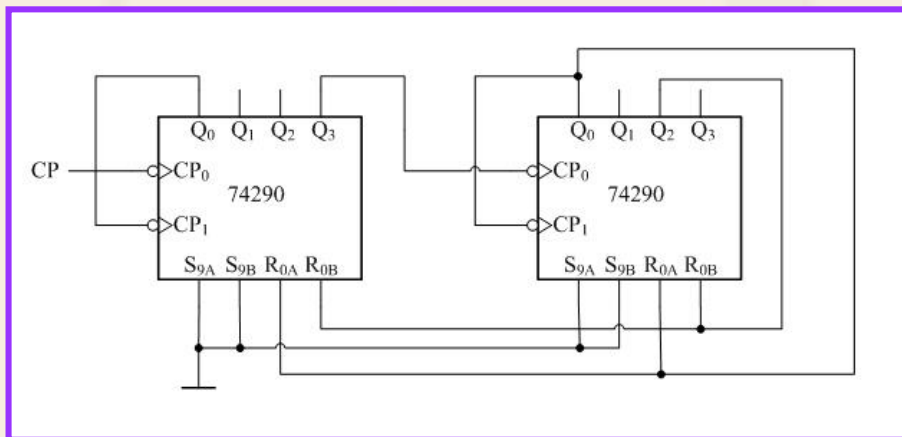 Q0 Q1 Q2 Q3
CP CP0
74290
CP1
S9A S9B R0A R0B
Q0 Q1 Q2 Q3
CP0
74290
CP1
S9A S9B R0A R0B